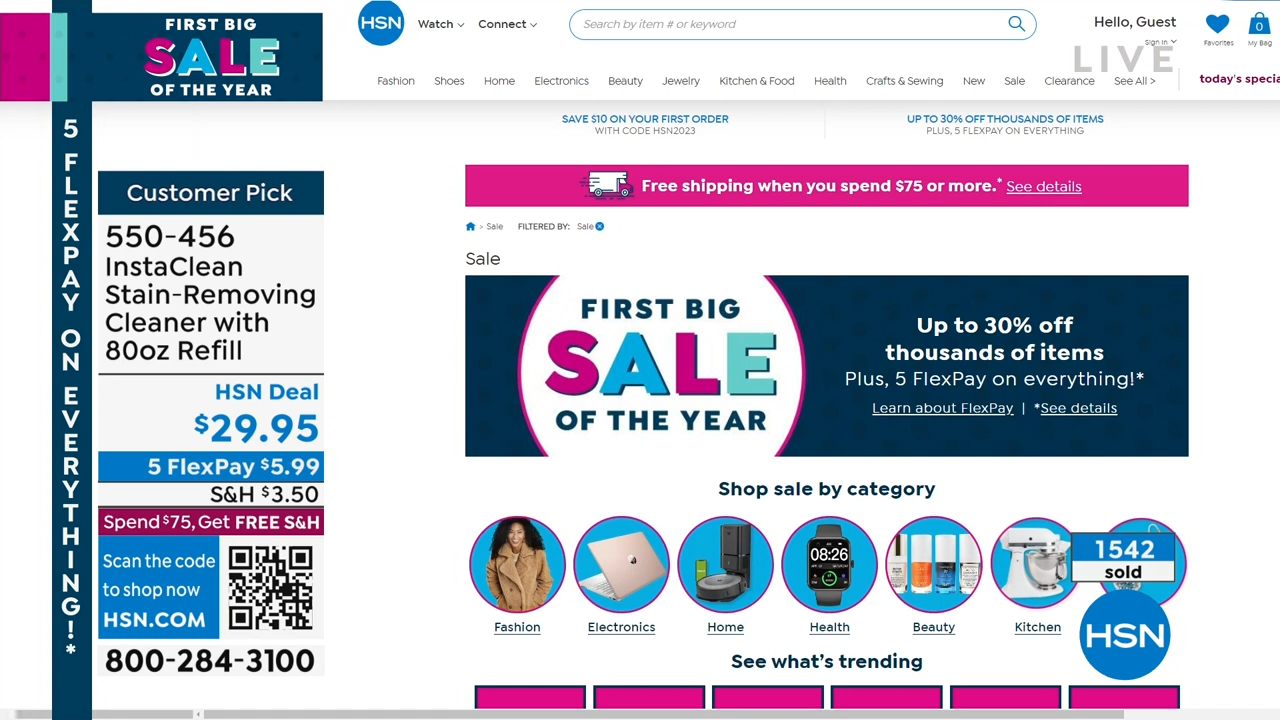 FIRST BIG
SALE
OF THE YEAR
5 FLEXPAY ON EVERYTHING!*
Customer Pick
550-456
InstaClean
Stain-Removing
Cleaner with
80oz Refill
HSN Deal
$29.95
5 FlexPay $5.99
S&H $3.50
Spend $75, Get FREE S&H
Scan the code
to shop now
HSN.COM
800-284-3100
HSN
Watch
Connect
Search by item # or keyword
Hello, Guest
Sign In
Favorites
0
My Bag
LIVE
Fashion Shoes Home Electronics Beauty Jewelry Kitchen & Food Health Crafts & Sewing New Sale Clearance See All > today's specia
SAVE $10 ON YOUR FIRST ORDER
WITH CODE HSN2023
UP TO 30% OFF THOUSANDS OF ITEMS
PLUS, 5 FLEXPAY ON EVERYTHING
Free shipping when you spend $75 or more.* See details
> Sale FILTERED BY: Sale
Sale
FIRST BIG
SALE
OF THE YEAR
Up to 30% off
thousands of items
Plus, 5 FlexPay on everything!*
Learn about FlexPay | *See details
Shop sale by category
08:26
1542
sold
Fashion Electronics Home Health Beauty Kitchen
HSN
See what's trending